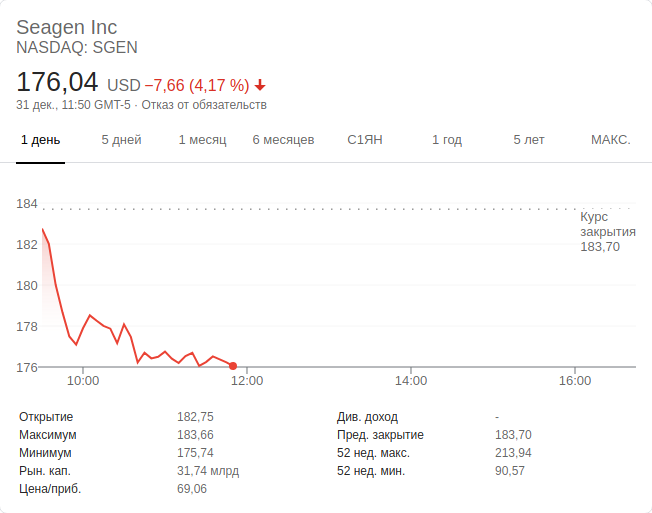 Seagen Inc
NASDAQ: SGEN
176,04 USD −7,66 (4,17 %)
31 дек., 11:50 GMT-5 · Отказ от обязательств
1 день 5 дней 1 месяц 6 месяцев С1ЯН 1 год 5 лет МАКС.
184
Курс
закрытия
183,70
182
180
178
176
10:00 12:00 14:00 16:00
Открытие 182,75 Див. доход -
Максимум 183,66 Пред. закрытие 183,70
Минимум 175,74 52 нед. макс. 213,94
Рын. кап. 31,74 млрд 52 нед. мин. 90,57
Цена/приб. 69,06